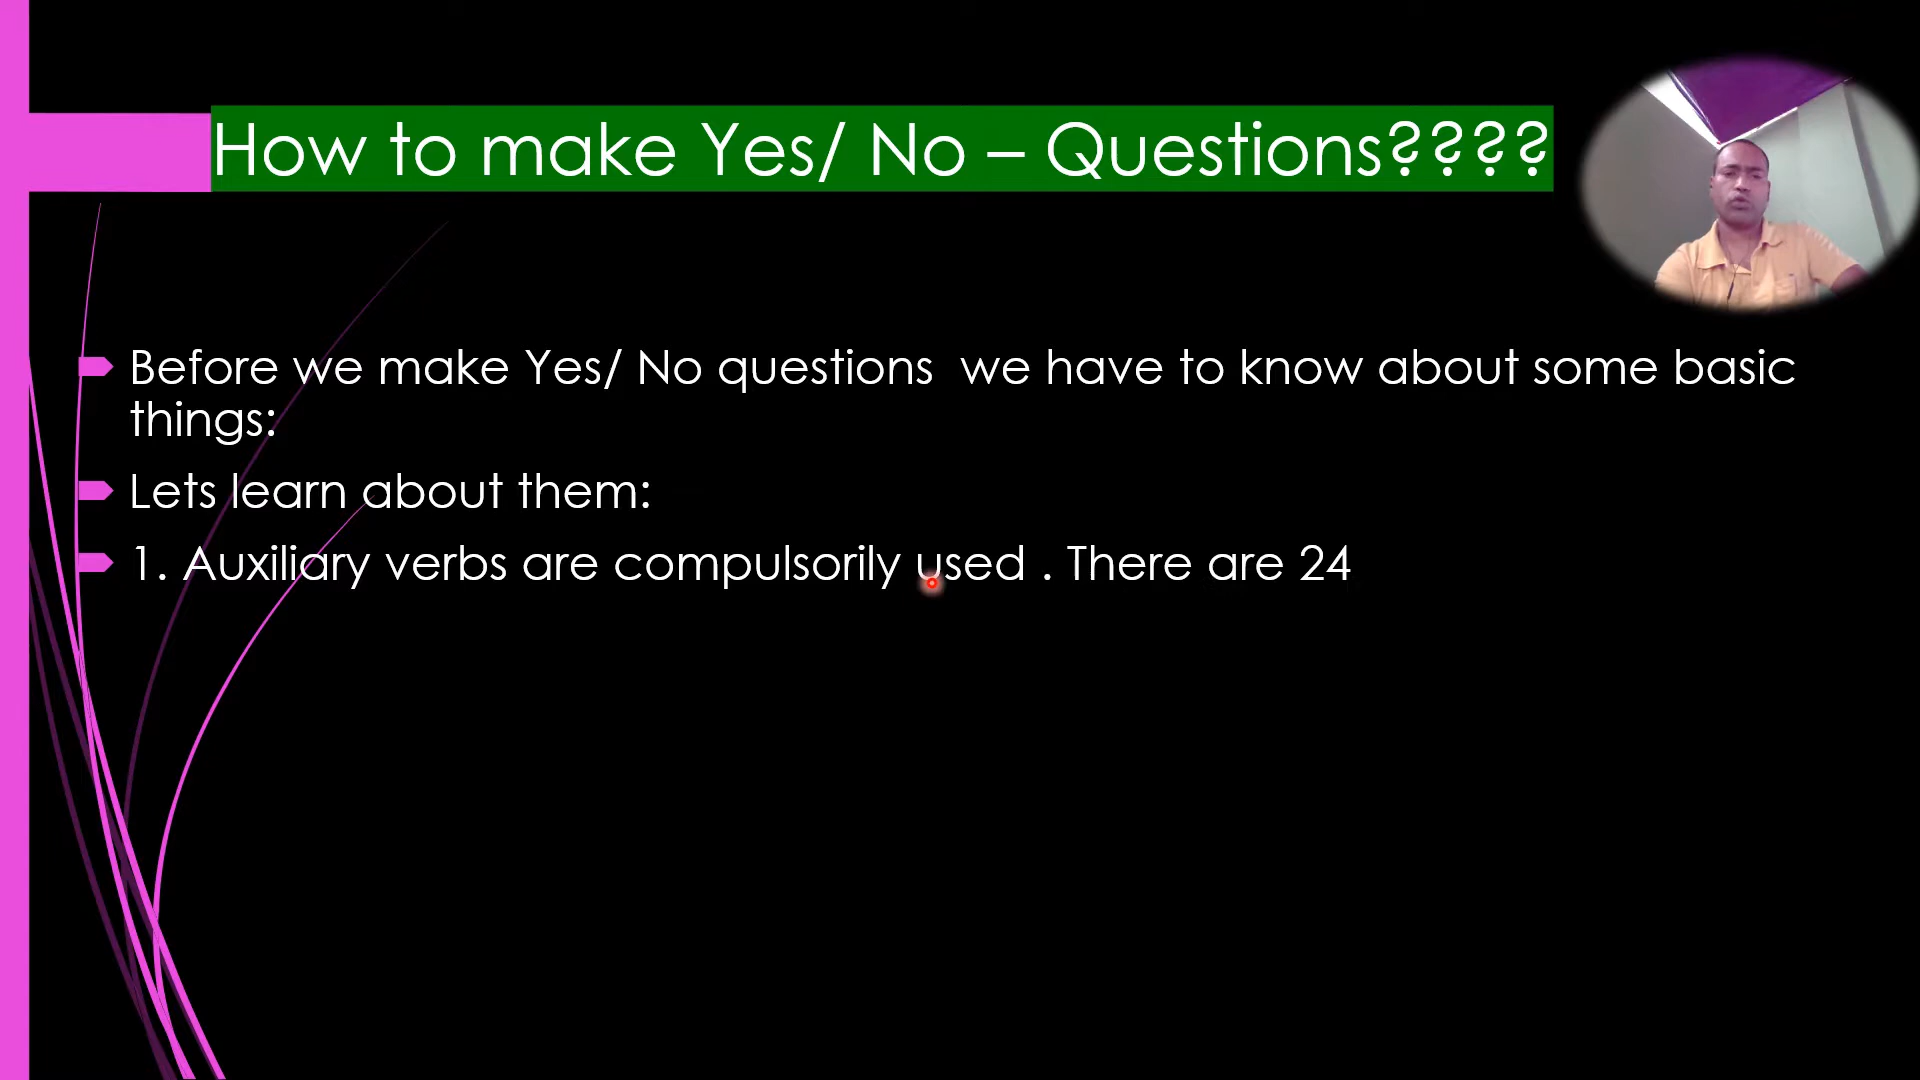 How to make Yes/ No – Questions????
Before we make Yes/ No questions  we have to know about some basic
things:
Lets learn about them:
1. Auxiliary verbs are compulsorily used . There are 24